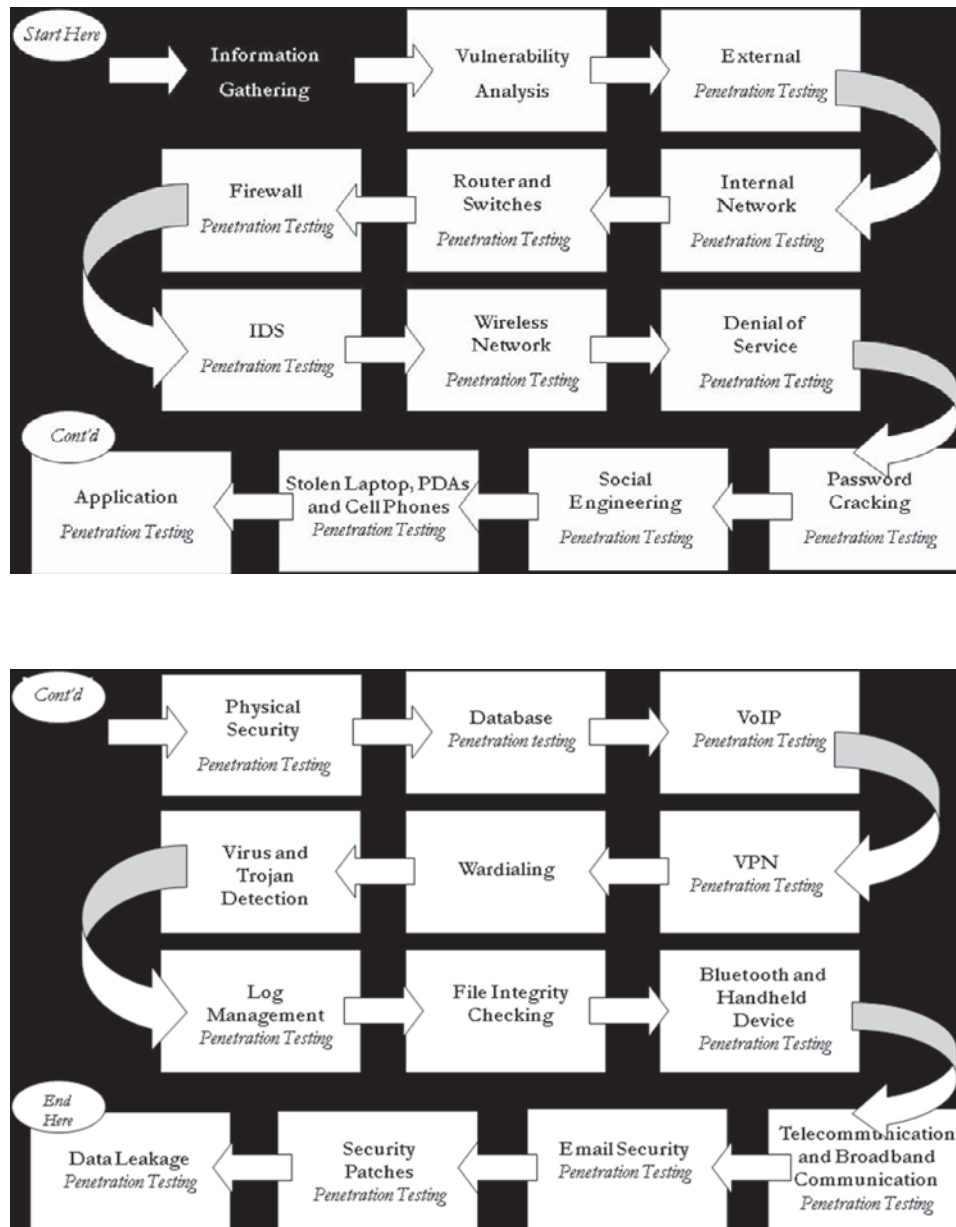 Start Here
Information
Gathering
Vulnerability
Analysis
External
Penetration Testing
Internal
Network
Penetration Testing
Router and
Switches
Penetration Testing
Firewall
Penetration Testing
IDS
Penetration Testing
Wireless
Network
Penetration Testing
Denial of
Service
Penetration Testing
Password
Cracking
Penetration Testing
Social
Engineering
Penetration Testing
Stolen Laptop, PDAs
and Cell Phones
Penetration Testing
Cont'd
Application
Penetration Testing
Cont'd
Physical
Security
Penetration Testing
Database
Penetration testing
VoIP
Penetration Testing
VPN
Penetration Testing
Wardialing
Virus and
Trojan
Detection
Log
Management
Penetration Testing
File Integrity
Checking
Bluetooth and
Handheld
Device
Penetration Testing
Telecommunication
and Broadband
Communication
Penetration Testing
Email Security
Penetration Testing
Security
Patches
Penetration Testing
End
Here
Data Leakage
Penetration Testing